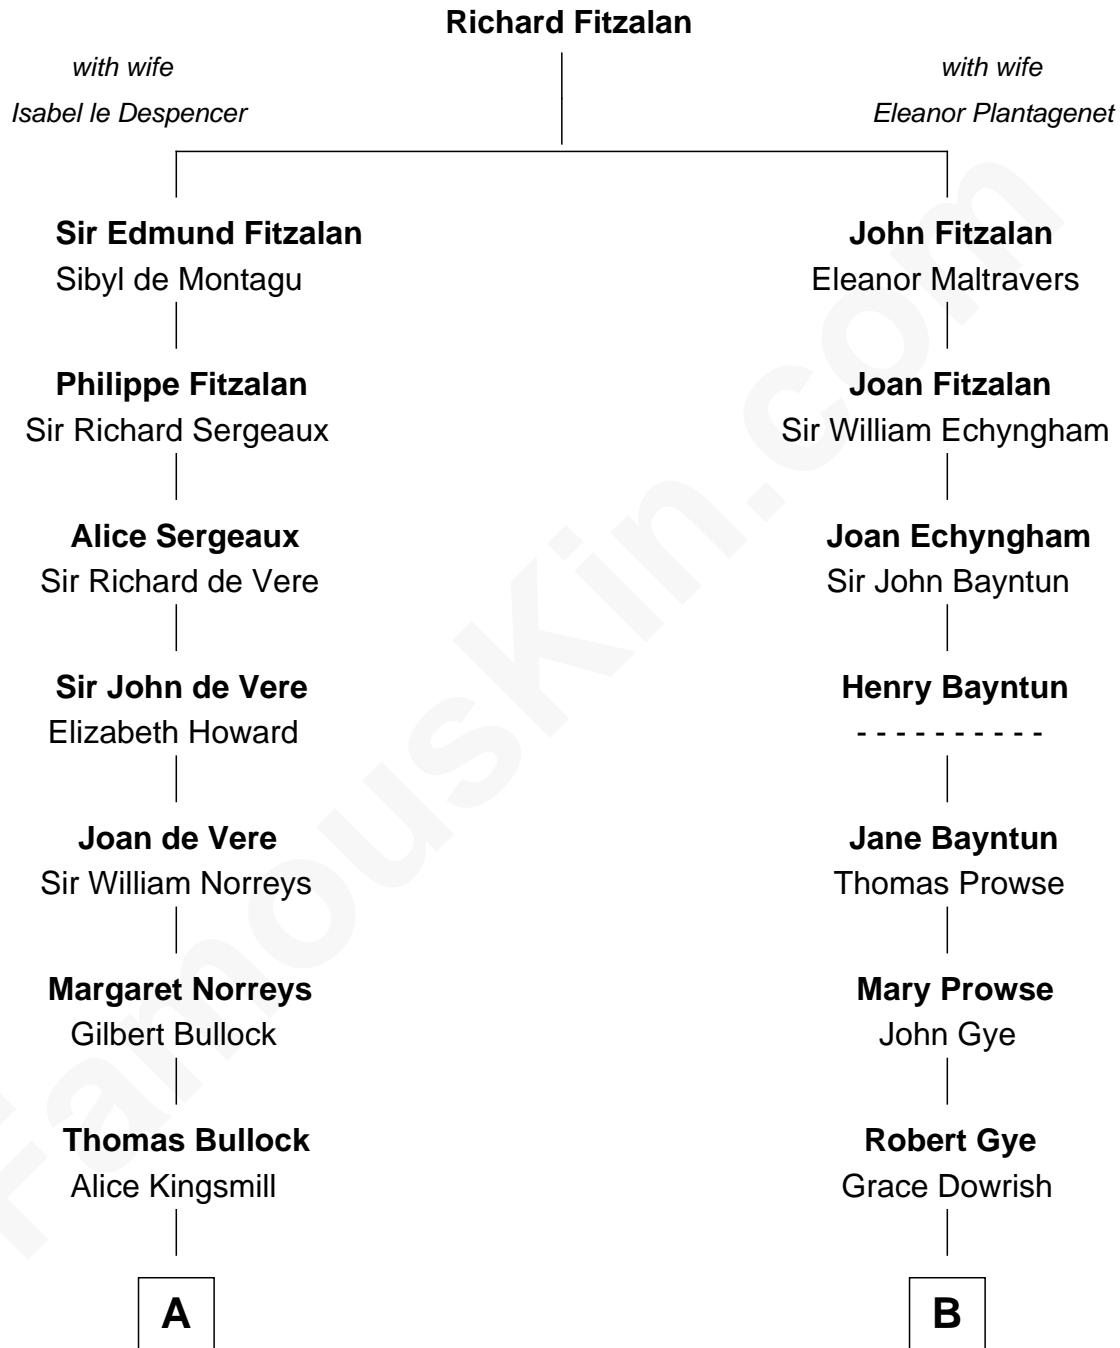 Richard Fitzalan
with wife
Isabel le Despencer
with wife
Eleanor Plantagenet
Sir Edmund Fitzalan
Sibyl de Montagu
John Fitzalan
Eleanor Maltravers
Philippe Fitzalan
Sir Richard Sergeaux
Joan Fitzalan
Sir William Echyngham
Alice Sergeaux
Sir Richard de Vere
Joan Echyngham
Sir John Bayntun
Sir John de Vere
Elizabeth Howard
Henry Bayntun
- - - - - - - - - -
Joan de Vere
Sir William Norreys
Jane Bayntun
Thomas Prowse
Margaret Norreys
Gilbert Bullock
Mary Prowse
John Gye
Thomas Bullock
Alice Kingsmill
Robert Gye
Grace Dowrish
A
B
FamousKin.com